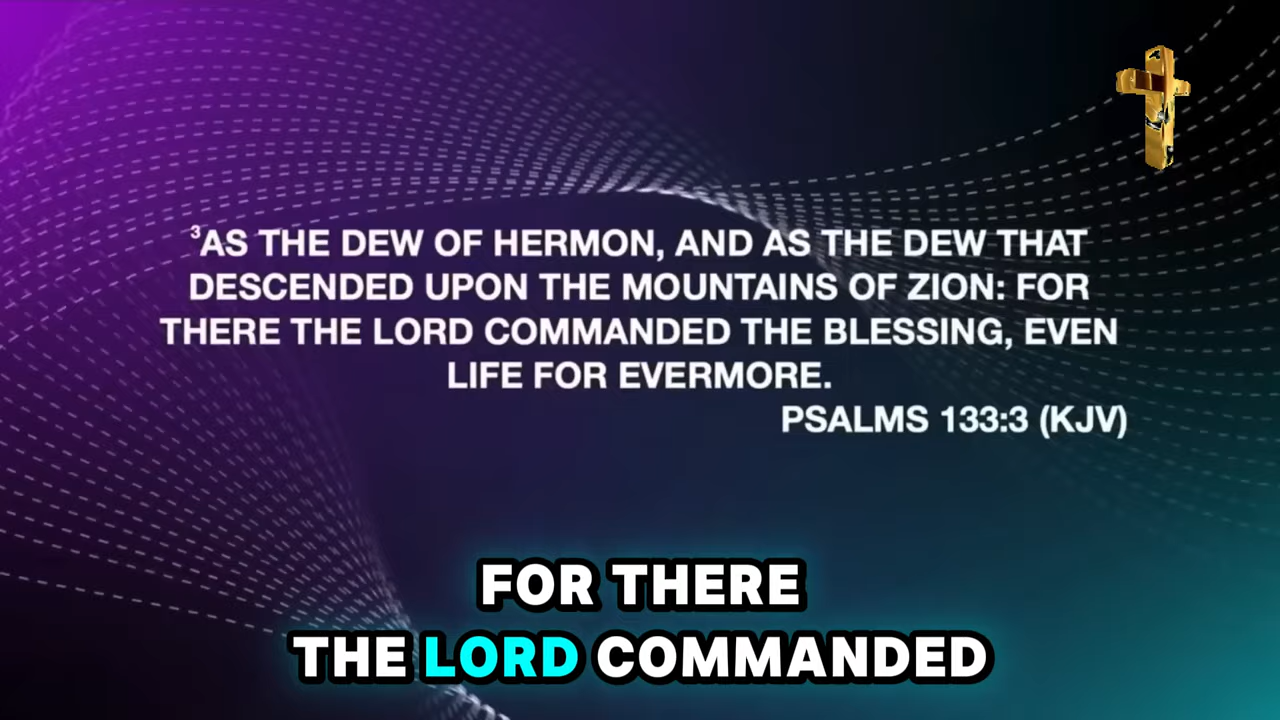 ³AS THE DEW OF HERMON, AND AS THE DEW THAT
DESCENDED UPON THE MOUNTAINS OF ZION: FOR
THERE THE LORD COMMANDED THE BLESSING, EVEN
LIFE FOR EVERMORE.
PSALMS 133:3 (KJV)
FOR THERE
THE LORD COMMANDED